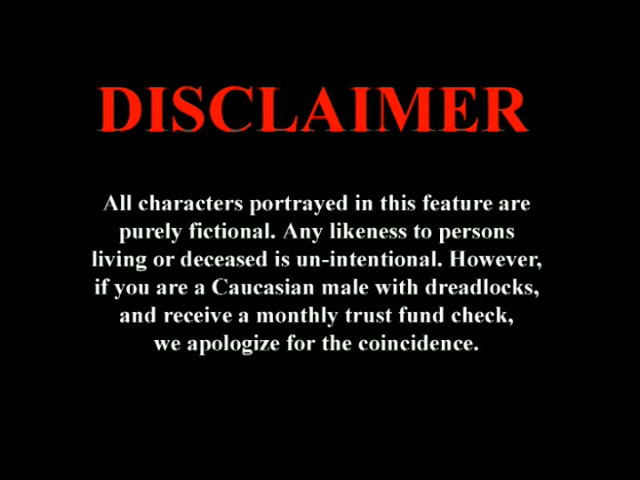 DISCLAIMER
All characters portrayed in this feature are
purely fictional. Any likeness to persons
living or deceased is un-intentional. However,
if you are a Caucasian male with dreadlocks,
and receive a monthly trust fund check,
we apologize for the coincidence.